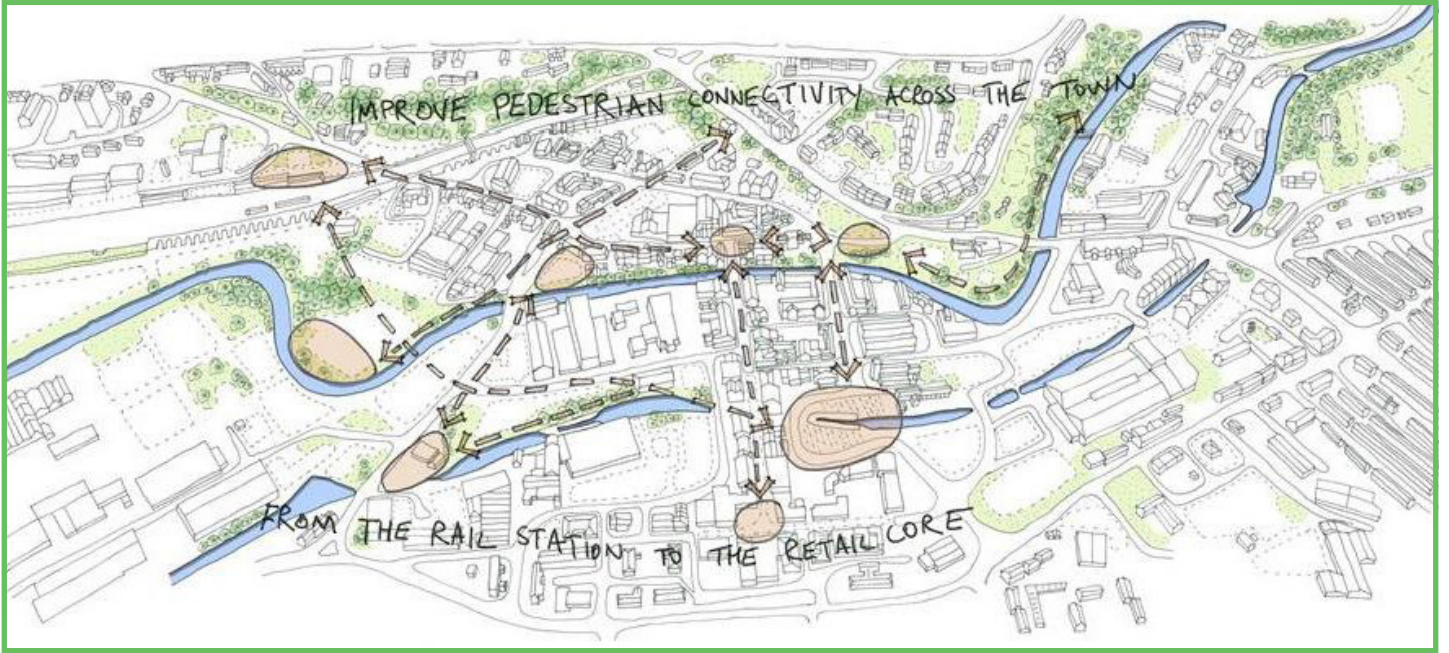 IMPROVE PEDESTRIAN CONNECTIVITY ACROSS THE TOWN
FROM THE RAIL STATION TO THE RETAIL CORE